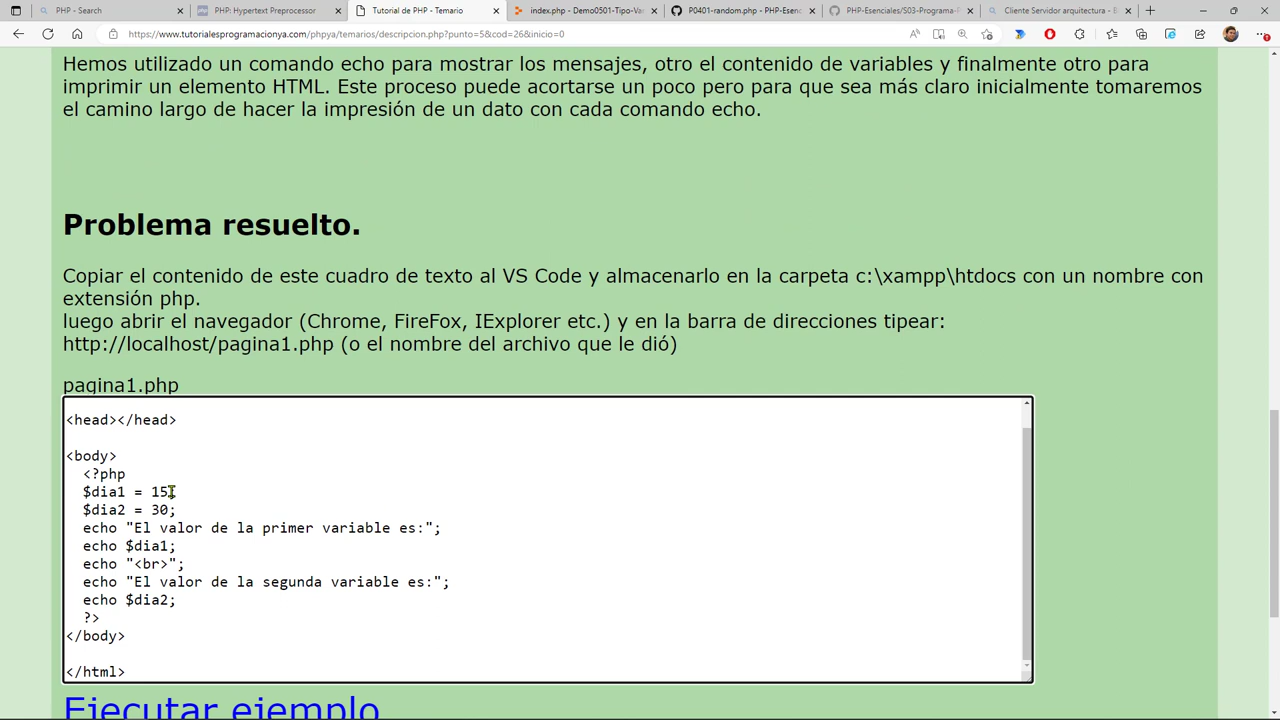 PHP - Search
PHP: Hypertext Preprocessor
Tutorial de PHP - Temario
index.php - Demo0501-Tipo-Va
P0401-random.php - PHP-Esenc
PHP-Esenciales/S03-Programa-P
Cliente Servidor arquitectura - B
https://www.tutorialesprogramacionya.com/phpya/temarios/descripcion.php?punto=5&cod=26&inicio=0
Hemos utilizado un comando echo para mostrar los mensajes, otro el contenido de variables y finalmente otro para
imprimir un elemento HTML. Este proceso puede acortarse un poco pero para que sea más claro inicialmente tomaremos
el camino largo de hacer la impresión de un dato con cada comando echo.
Problema resuelto.
Copiar el contenido de este cuadro de texto al VS Code y almacenarlo en la carpeta c:\xampp\htdocs con un nombre con
extensión php.
luego abrir el navegador (Chrome, FireFox, IExplorer etc.) y en la barra de direcciones tipear:
http://localhost/pagina1.php (o el nombre del archivo que le dió)
pagina1.php
<head></head>
<body>
<?php
$dia1 = 15;
$dia2 = 30;
echo "El valor de la primer variable es:";
echo $dia1;
echo "<br>";
echo "El valor de la segunda variable es:";
echo $dia2;
?>
</body>
</html>
Ejecutar ejemplo